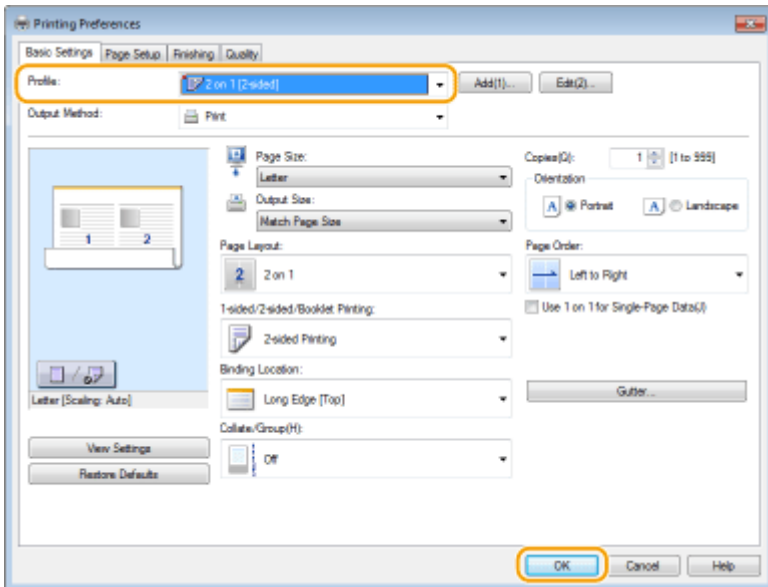 Printing Preferences
Basic Settings Page Setup Finishing Quality
Profile: 2 on 1 [2-sided] Add(1)... Edit(2)...
Output Method: Print
Page Size: Copies(Q): 1 [1 to 999]
Letter Orientation
Output Size: A Portrait A Landscape
Match Page Size
1 2
Page Layout: Page Order:
2 2 on 1 Left to Right
1-sided/2-sided/Booklet Printing: Use 1 on 1 for Single-Page Data(J)
2-sided Printing
Binding Location:
Letter [Scaling: Auto] Long Edge [Top] Gutter...
Collate/Group(H):
View Settings Off
Restore Defaults
OK Cancel Help